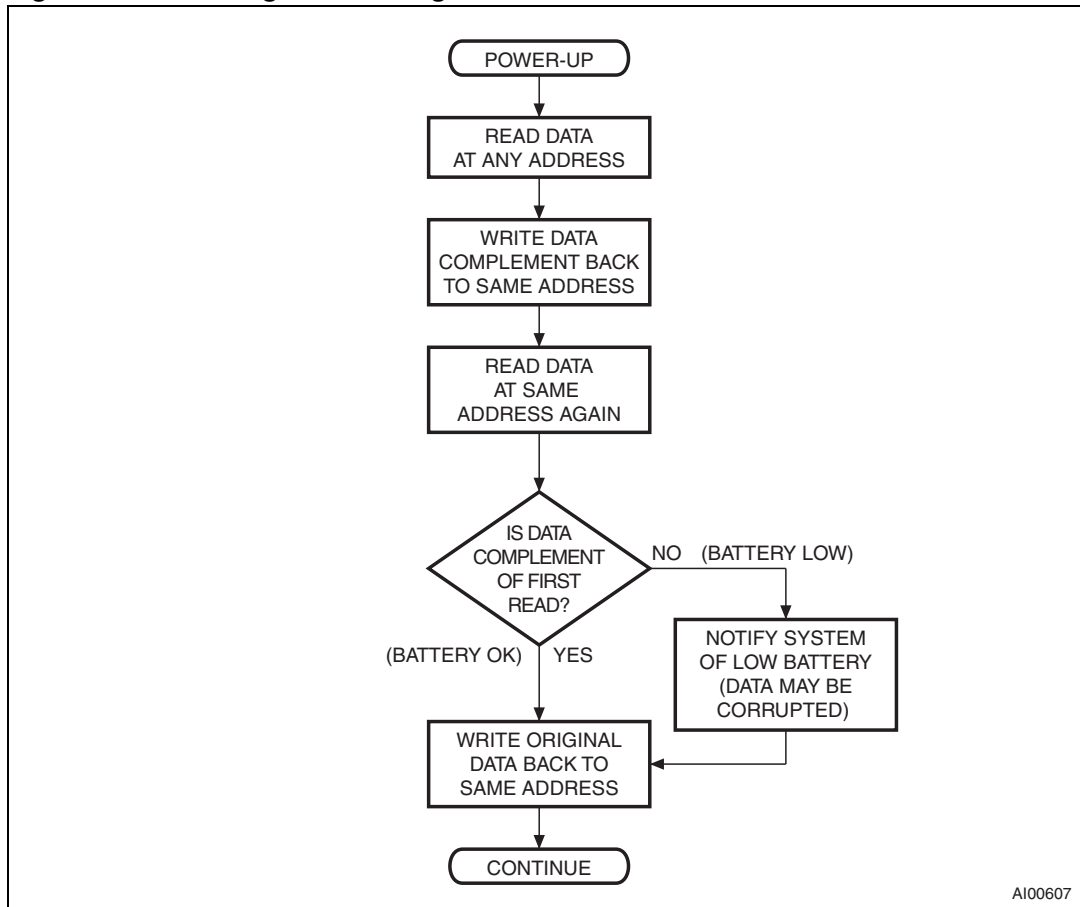 POWER-UP
READ DATA
AT ANY ADDRESS
WRITE DATA
COMPLEMENT BACK
TO SAME ADDRESS
READ DATA
AT SAME
ADDRESS AGAIN
IS DATA
COMPLEMENT
OF FIRST
READ?
NO (BATTERY LOW)
NOTIFY SYSTEM
OF LOW BATTERY
(DATA MAY BE
CORRUPTED)
(BATTERY OK) YES
WRITE ORIGINAL
DATA BACK TO
SAME ADDRESS
CONTINUE
AI00607